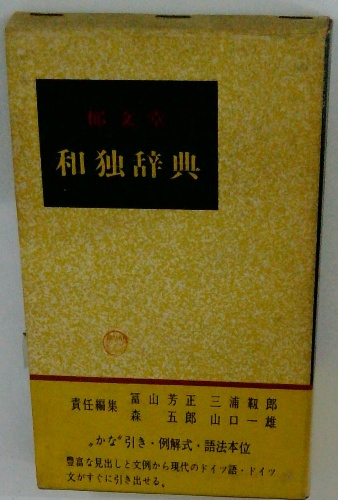 郁文堂
和独辞典
責任編集 冨山芳正 三浦靱郎
森 五郎 山口一雄
〝かな〟引き・例解式・語法本位
豊富な見出しと文例から現代のドイツ語・ドイツ
文がすぐに引き出せる。